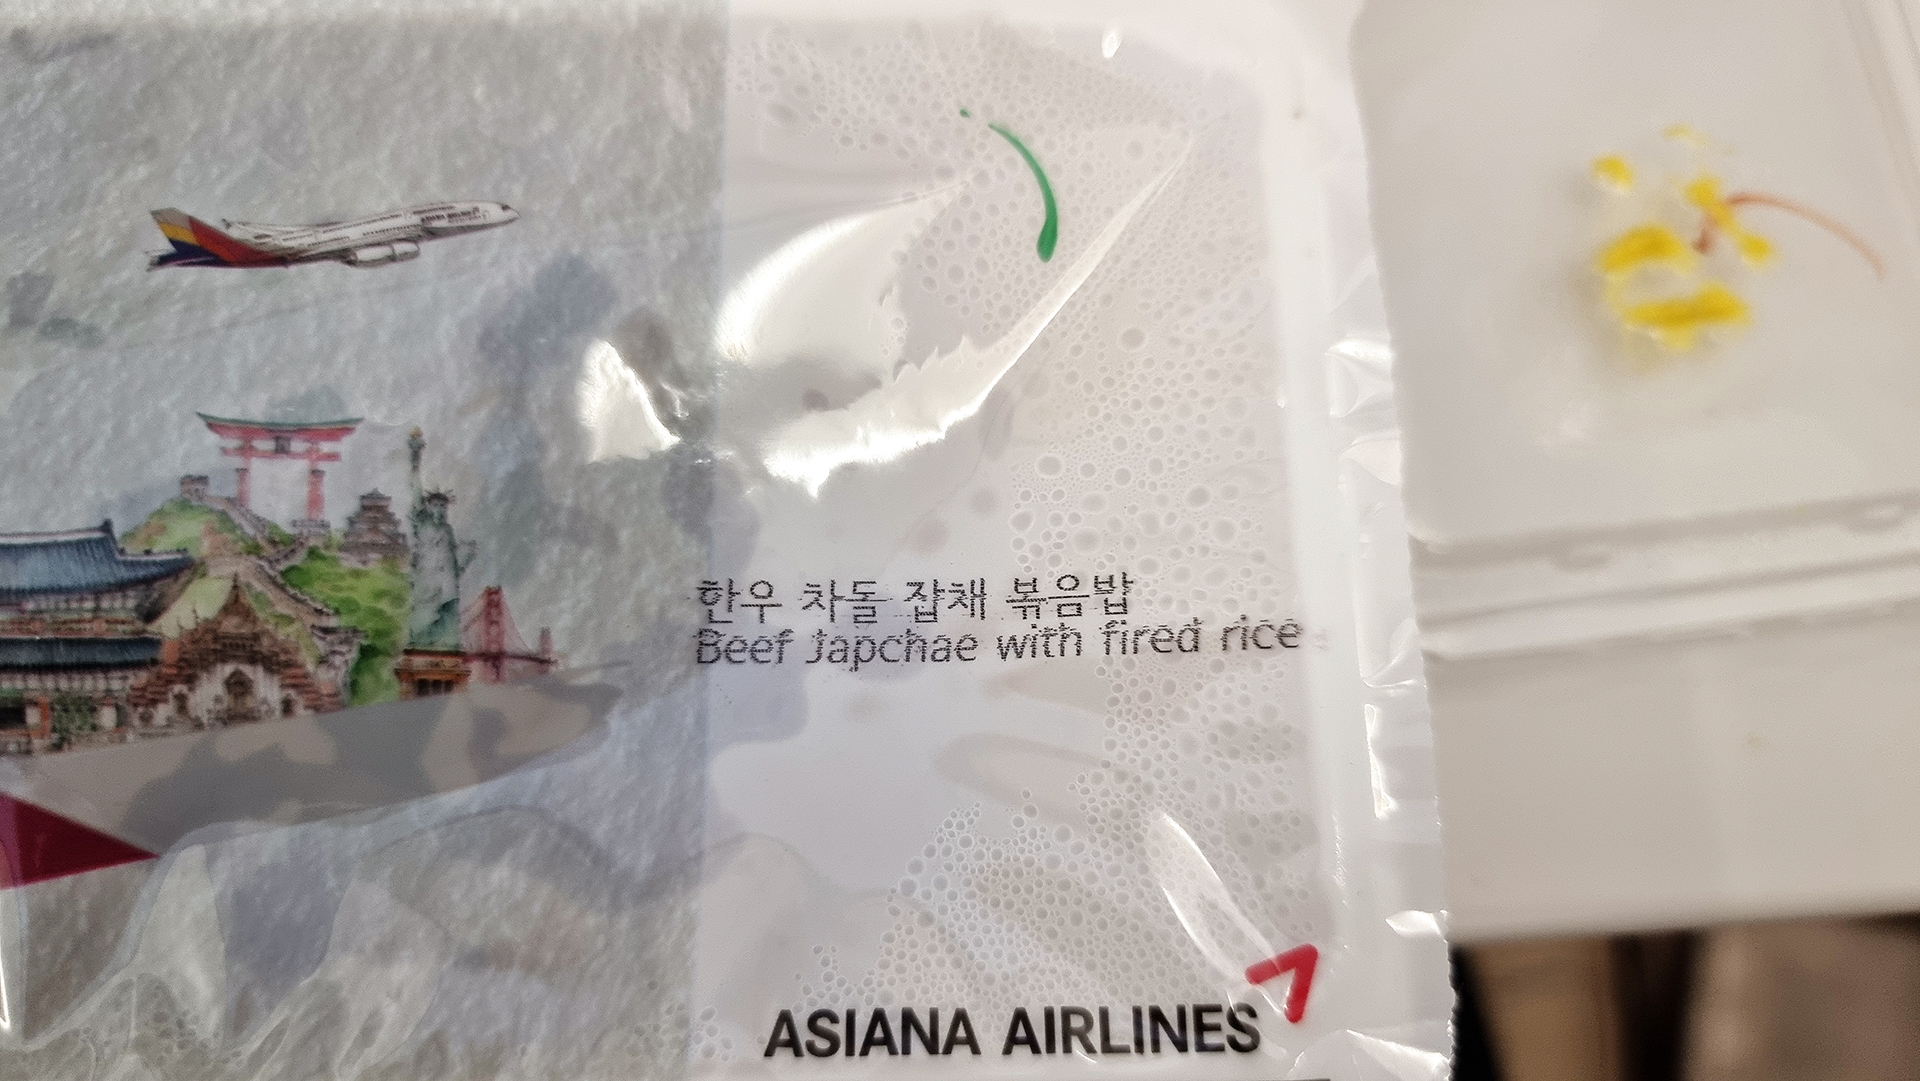 한우 차돌 잡채 볶음밥
Beef Japchae with fired rice
ASIANA AIRLINES